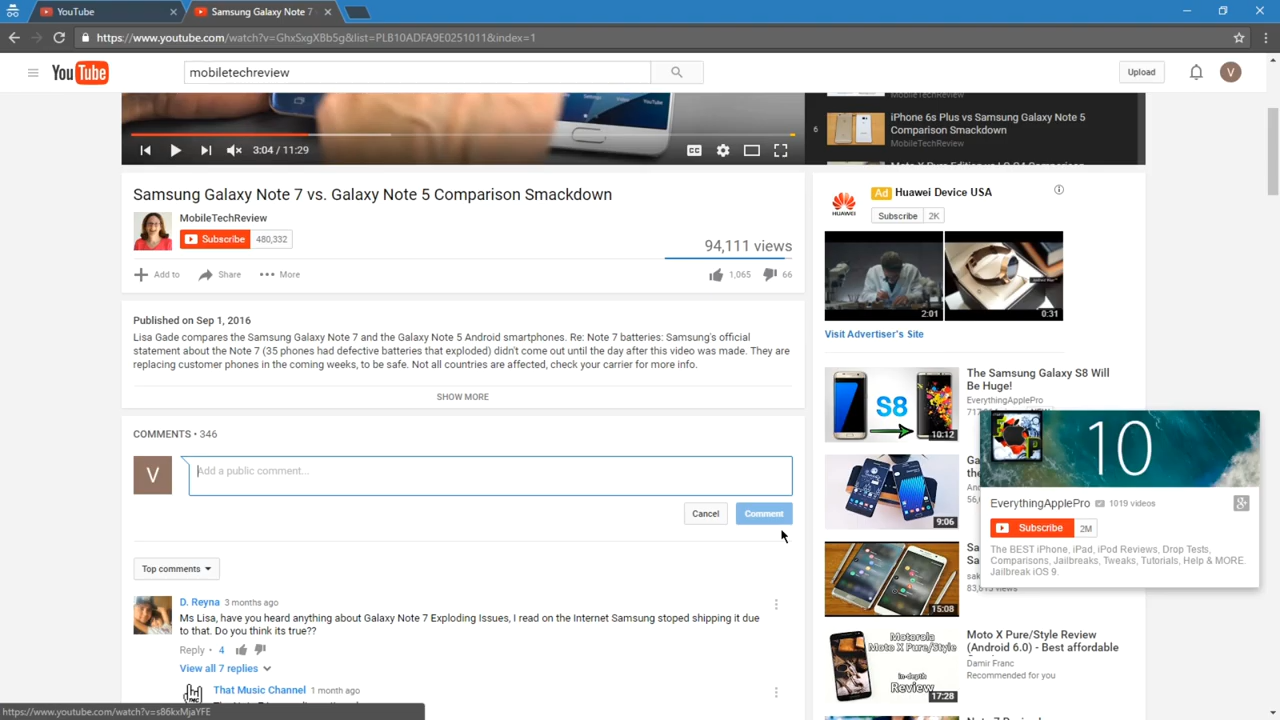 YouTube
Samsung Galaxy Note 7
https://www.youtube.com/watch?v=GhxSxgXBb5g&list=PLB10ADFA9E0251011&index=1
YouTube
mobiletechreview
Upload
V
MobileTechReview
6
iPhone 6s Plus vs Samsung Galaxy Note 5
Comparison Smackdown
MobileTechReview
3:04 / 11:29
CC
Samsung Galaxy Note 7 vs. Galaxy Note 5 Comparison Smackdown
MobileTechReview
Subscribe 480,332
94,111 views
Add to Share More
1,065 66
Published on Sep 1, 2016
Lisa Gade compares the Samsung Galaxy Note 7 and the Galaxy Note 5 Android smartphones. Re: Note 7 batteries: Samsung's official
statement about the Note 7 (35 phones had defective batteries that exploded) didn't come out until the day after this video was made. They are
replacing customer phones in the coming weeks, to be safe. Not all countries are affected, check your carrier for more info.
SHOW MORE
COMMENTS • 346
V
Add a public comment...
Cancel Comment
Top comments
D. Reyna 3 months ago
Ms Lisa, have you heard anything about Galaxy Note 7 Exploding Issues, I read on the Internet Samsung stoped shipping it due
to that. Do you think its true??
Reply • 4
View all 7 replies
That Music Channel 1 month ago
https://www.youtube.com/watch?v=s86kxMjaYFE
Ad Huawei Device USA
HUAWEI
Subscribe 2K
2:01
0:31
Visit Advertiser's Site
The Samsung Galaxy S8 Will
Be Huge!
EverythingApplePro
S8
10:12
10
EverythingApplePro 1019 videos
Subscribe 2M
The BEST iPhone, iPad, iPod Reviews, Drop Tests,
Comparisons, Jailbreaks, Tweaks, Tutorials, Help & MORE.
Jailbreak iOS 9.
9:06
15:08
Moto X Pure/Style Review
(Android 6.0) - Best affordable
Damir Franc
Recommended for you
Motorola
Moto X Pure/Style
in-depth
Review
17:28